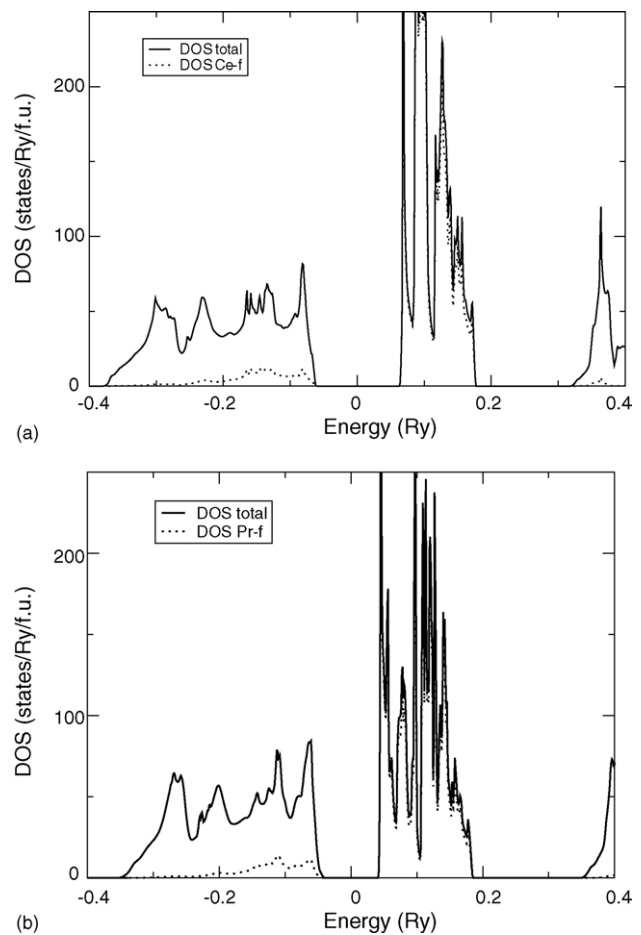 DOS total
DOS Ce-f
200
100
0
DOS (states/Ry/f.u.)
-0.4
-0.2
0
0.2
0.4
Energy (Ry)
(a)
DOS total
DOS Pr-f
200
100
0
DOS (states/Ry/f.u.)
-0.4
-0.2
0
0.2
0.4
Energy (Ry)
(b)